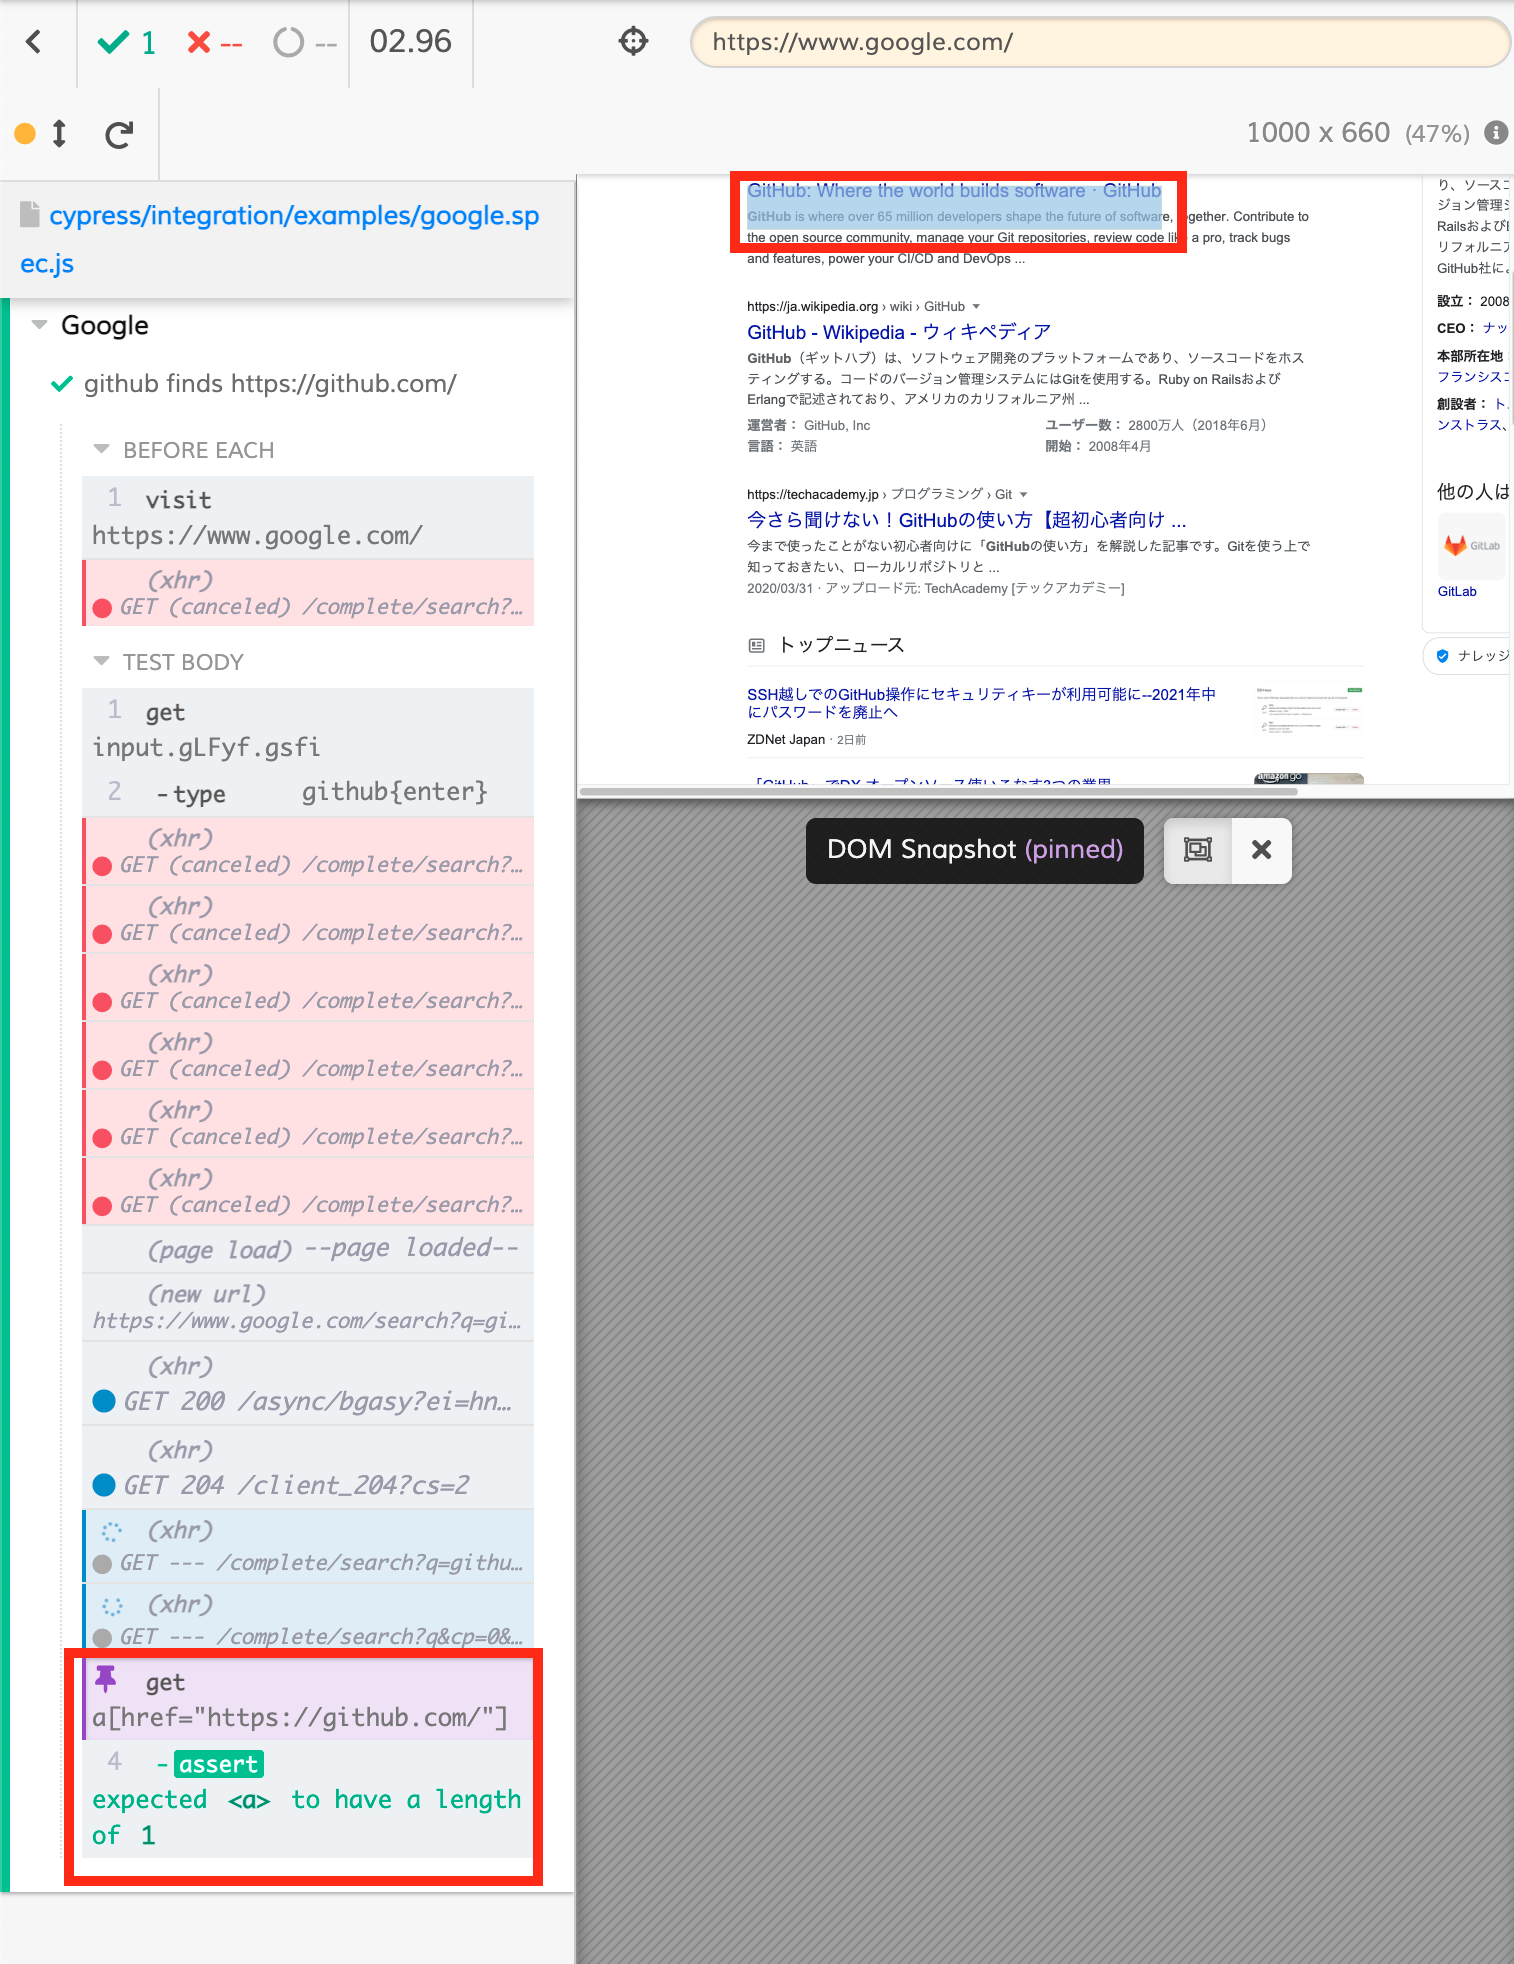 1 -- -- 02.96
https://www.google.com/
1000 x 660 (47%)
cypress/integration/examples/google.sp
ec.js
Google
github finds https://github.com/
BEFORE EACH
1 visit
https://www.google.com/
(xhr)
GET (canceled) /complete/search?…
TEST BODY
1 get
input.gLFyf.gsfi
2 -type github{enter}
(xhr)
GET (canceled) /complete/search?…
(xhr)
GET (canceled) /complete/search?…
(xhr)
GET (canceled) /complete/search?…
(xhr)
GET (canceled) /complete/search?…
(xhr)
GET (canceled) /complete/search?…
(xhr)
GET (canceled) /complete/search?…
(page load) --page loaded--
(new url)
https://www.google.com/search?q=gi…
(xhr)
GET 200 /async/bgasy?ei=hn…
(xhr)
GET 204 /client_204?cs=2
(xhr)
GET --- /complete/search?q=githu…
(xhr)
GET --- /complete/search?q&cp=0&…
get
a[href="https://github.com/"]
4 -assert
expected <a> to have a length
of 1
GitHub: Where the world builds software · GitHub
GitHub is where over 65 million developers shape the future of software, together. Contribute to
the open source community, manage your Git repositories, review code like a pro, track bugs
and features, power your CI/CD and DevOps ...
https://ja.wikipedia.org › wiki › GitHub
GitHub - Wikipedia - ウィキペディア
GitHub（ギットハブ）は、ソフトウェア開発のプラットフォームであり、ソースコードをホス
ティングする。コードのバージョン管理システムにはGitを使用する。Ruby on Railsおよび
Erlangで記述されており、アメリカのカリフォルニア州 ...
運営者： GitHub, Inc ユーザー数： 2800万人（2018年6月）
言語： 英語 開始： 2008年4月
https://techacademy.jp › プログラミング › Git
今さら聞けない！GitHubの使い方【超初心者向け ...
今まで使ったことがない初心者向けに「GitHubの使い方」を解説した記事です。Gitを使う上で
知っておきたい、ローカルリポジトリと ...
2020/03/31 · アップロード元: TechAcademy [テックアカデミー]
トップニュース
SSH越しでのGitHub操作にセキュリティキーが利用可能に--2021年中
にパスワードを廃止へ
ZDNet Japan · 2日前
「GitHub」でDX オープンソース使いこなす3つの業界
amazon go
り、ソースコ
ジョン管理シ
Railsおよび
リフォルニア
GitHub社に
設立： 2008
CEO： ナッ
本部所在地
フランシスコ
創設者： ト
ンストラス、
他の人は
GitLab
GitLab
ナレッジ
DOM Snapshot (pinned)